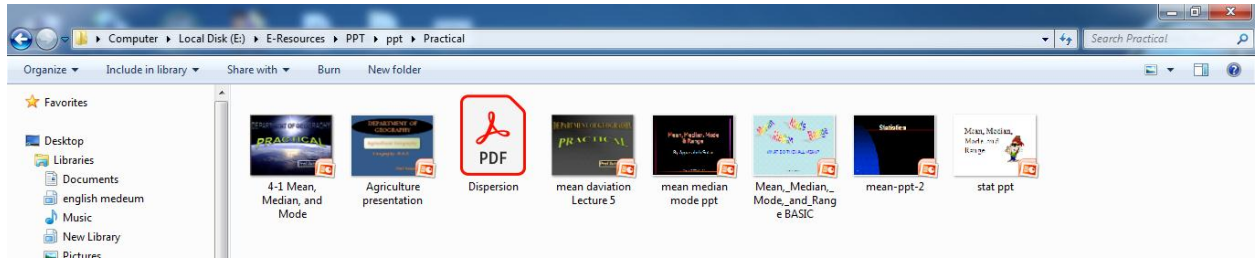 Computer ▸ Local Disk (E:) ▸ E-Resources ▸ PPT ▸ ppt ▸ Practical
Search Practical
Organize
Include in library
Share with
Burn
New folder
Favorites
Desktop
Libraries
Documents
english medeum
Music
New Library
Pictures
PRACTICAL
4-1 Mean,
Median, and
Mode
DEPARTMENT OF
GEOGRAPHY
Agriculture
presentation
PDF
Dispersion
PRACTICAL
mean daviation
Lecture 5
Mean, Median, Mode
& Range
mean median
mode ppt
Mean,_Median,_
Mode,_and_Rang
e BASIC
Statistics
mean-ppt-2
Mean, Median,
Mode and
Range
stat ppt